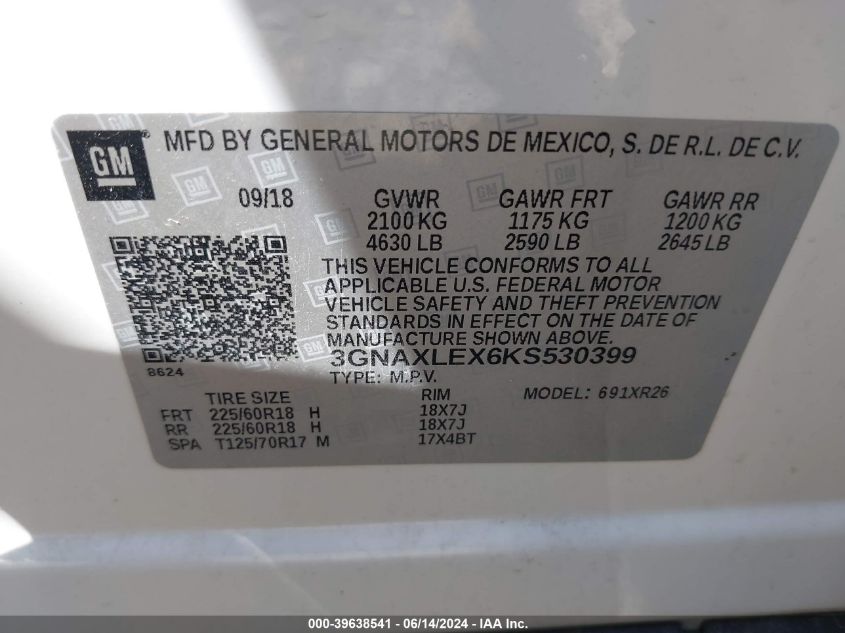 GM
MFD BY GENERAL MOTORS DE MEXICO, S. DE R.L. DE C.V.
09/18 GVWR GAWR FRT GAWR RR
2100 KG 1175 KG 1200 KG
4630 LB 2590 LB 2645 LB
THIS VEHICLE CONFORMS TO ALL
APPLICABLE U.S. FEDERAL MOTOR
VEHICLE SAFETY AND THEFT PREVENTION
STANDARDS IN EFFECT ON THE DATE OF
MANUFACTURE SHOWN ABOVE.
3GNAXLEX6KS530399
8624
TYPE: M.P.V.
TIRE SIZE RIM MODEL: 691XR26
FRT 225/60R18 H 18X7J
RR 225/60R18 H 18X7J
SPA T125/70R17 M 17X4BT
000-39638541 - 06/14/2024 - IAA Inc.